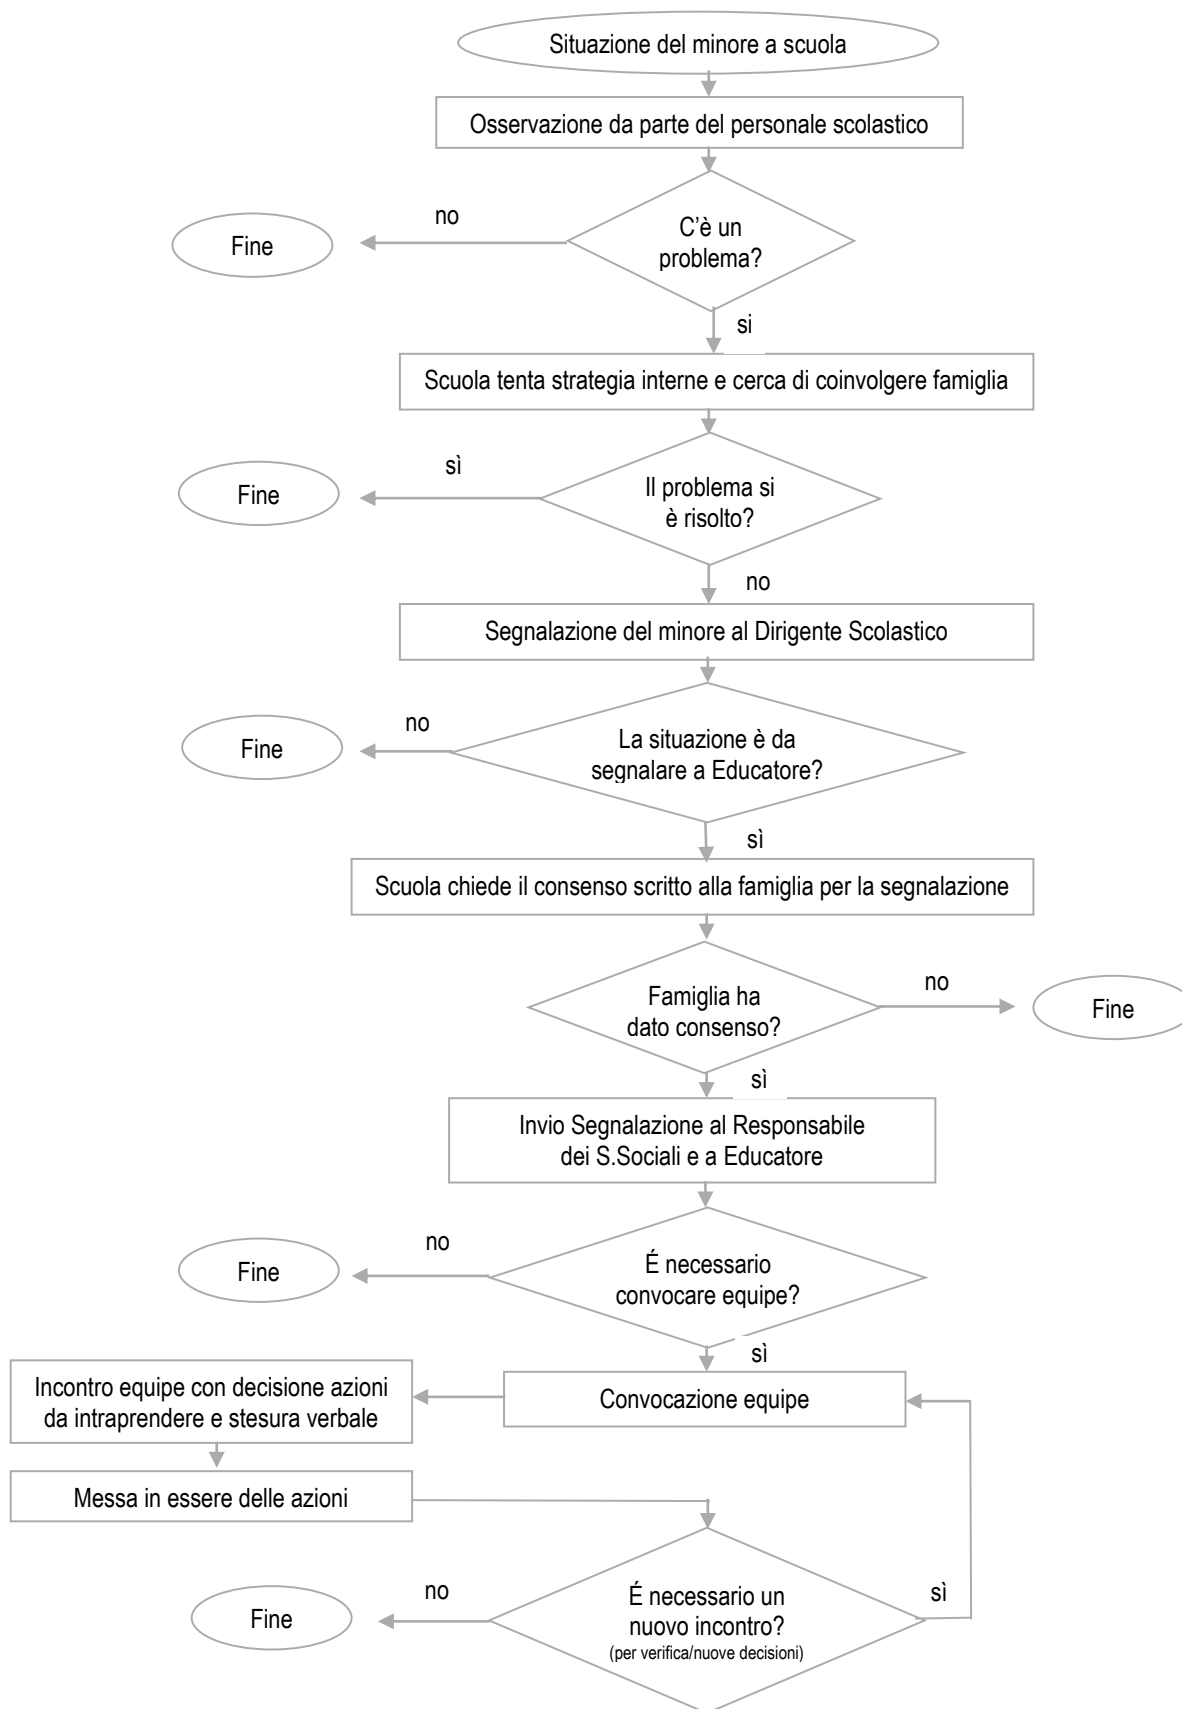 Situazione del minore a scuola
Osservazione da parte del personale scolastico
no
Fine
C'è un
problema?
si
Scuola tenta strategia interne e cerca di coinvolgere famiglia
sì
Fine
Il problema si
è risolto?
no
Segnalazione del minore al Dirigente Scolastico
no
Fine
La situazione è da
segnalare a Educatore?
sì
Scuola chiede il consenso scritto alla famiglia per la segnalazione
Famiglia ha
dato consenso?
no
Fine
sì
Invio Segnalazione al Responsabile
dei S.Sociali e a Educatore
no
Fine
É necessario
convocare equipe?
sì
Convocazione equipe
Incontro equipe con decisione azioni
da intraprendere e stesura verbale
Messa in essere delle azioni
no
Fine
É necessario un
nuovo incontro?
(per verifica/nuove decisioni)
sì